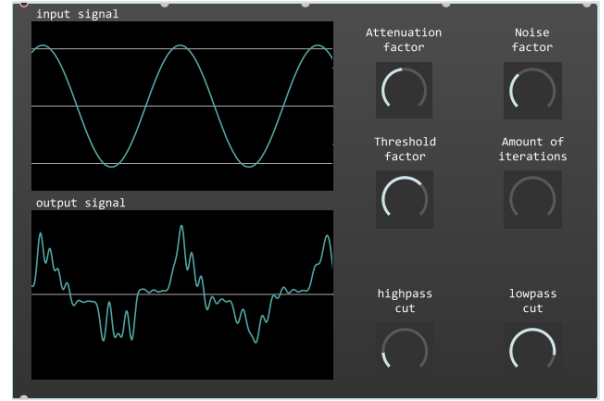 input signal
Attenuation
factor
Noise
factor
Threshold
factor
Amount of
iterations
output signal
highpass
cut
lowpass
cut